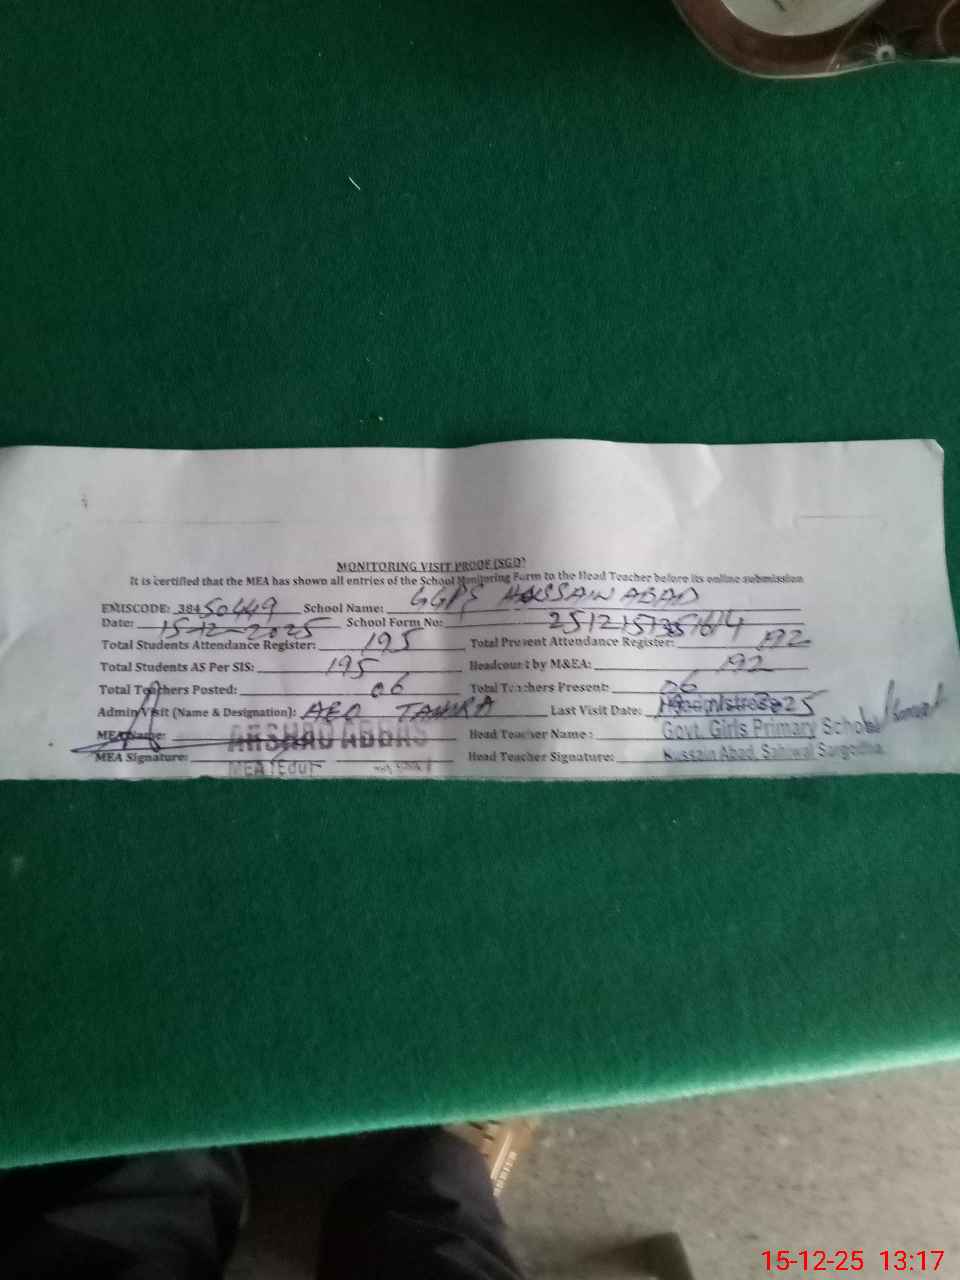 MONITORING VISIT PROOF (SGD)
It is certified that the MEA has shown all entries of the School Monitoring Form to the Head Teacher before its online submission
EMISCODE: 38450449 School Name: GGPS HUSSAIN ABAD
Date: 15-12-2025 School Form No:
Total Students Attendance Register: 195 Total Present Attendance Register: 192
Total Students AS Per SIS: 195 Headcount by M&EA: 192
Total Teachers Posted: 06 Total Teachers Present: 06
Admin Visit (Name & Designation): AEO TAHIRA Last Visit Date:
MEA Name: ARSHAD ABBAS Head Teacher Name: Govt. Girls Primary School
MEA Signature: MEA Head Teacher Signature: Hussain Abad, Sahiwal Sargodha
15-12-25 13:17